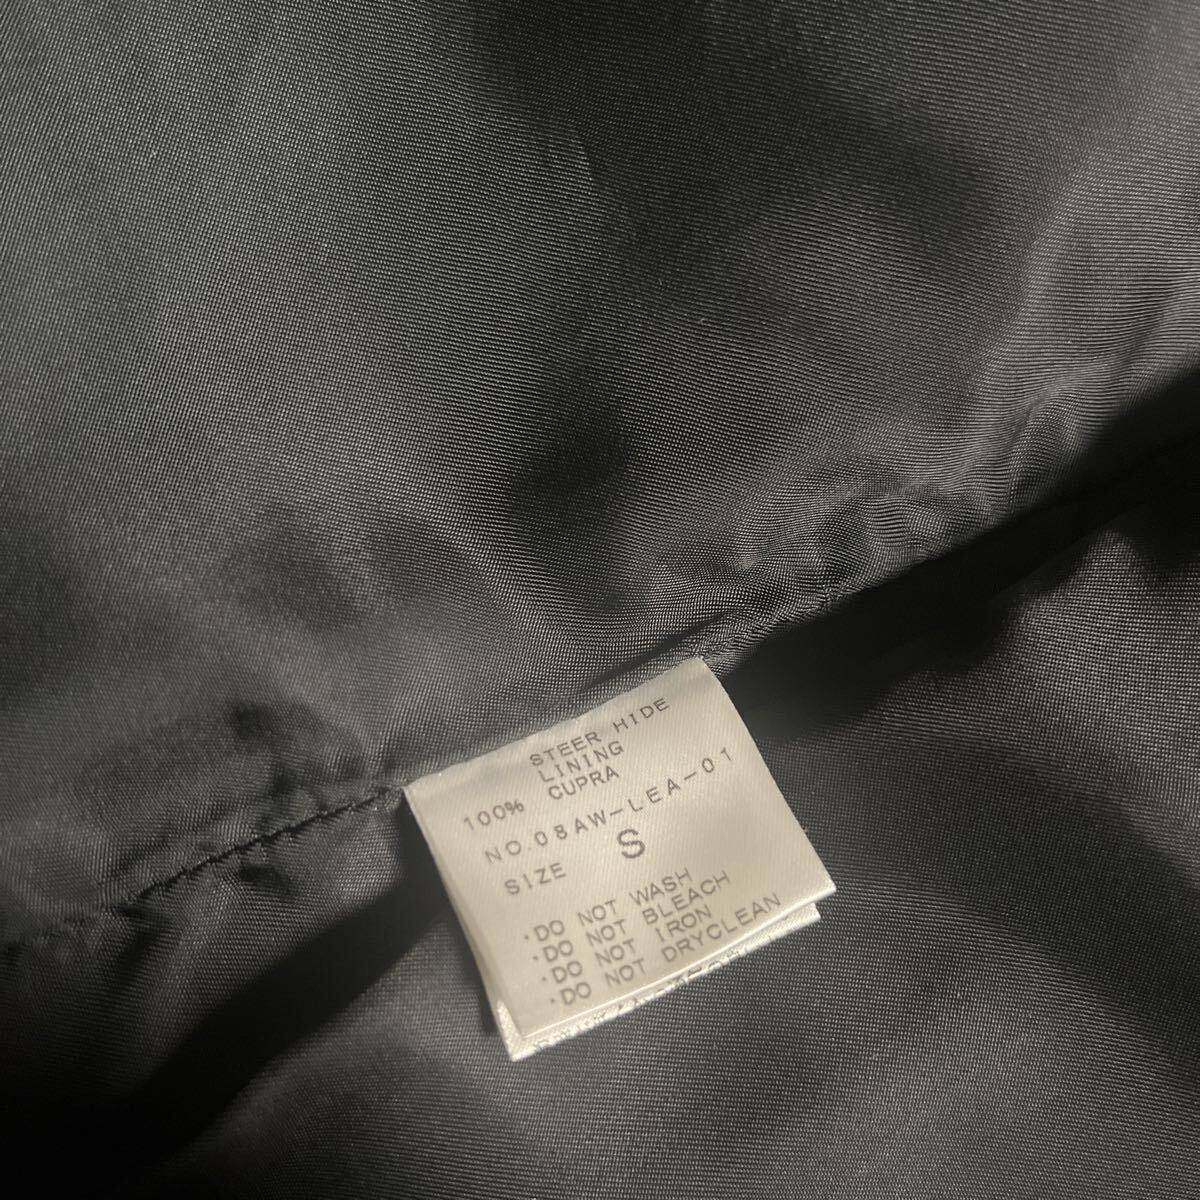 STEER HIDE
LINING
100% CUPRA
NO.08AW-LEA-01
SIZE S
·DO NOT WASH
·DO NOT BLEACH
·DO NOT IRON
·DO NOT DRYCLEAN